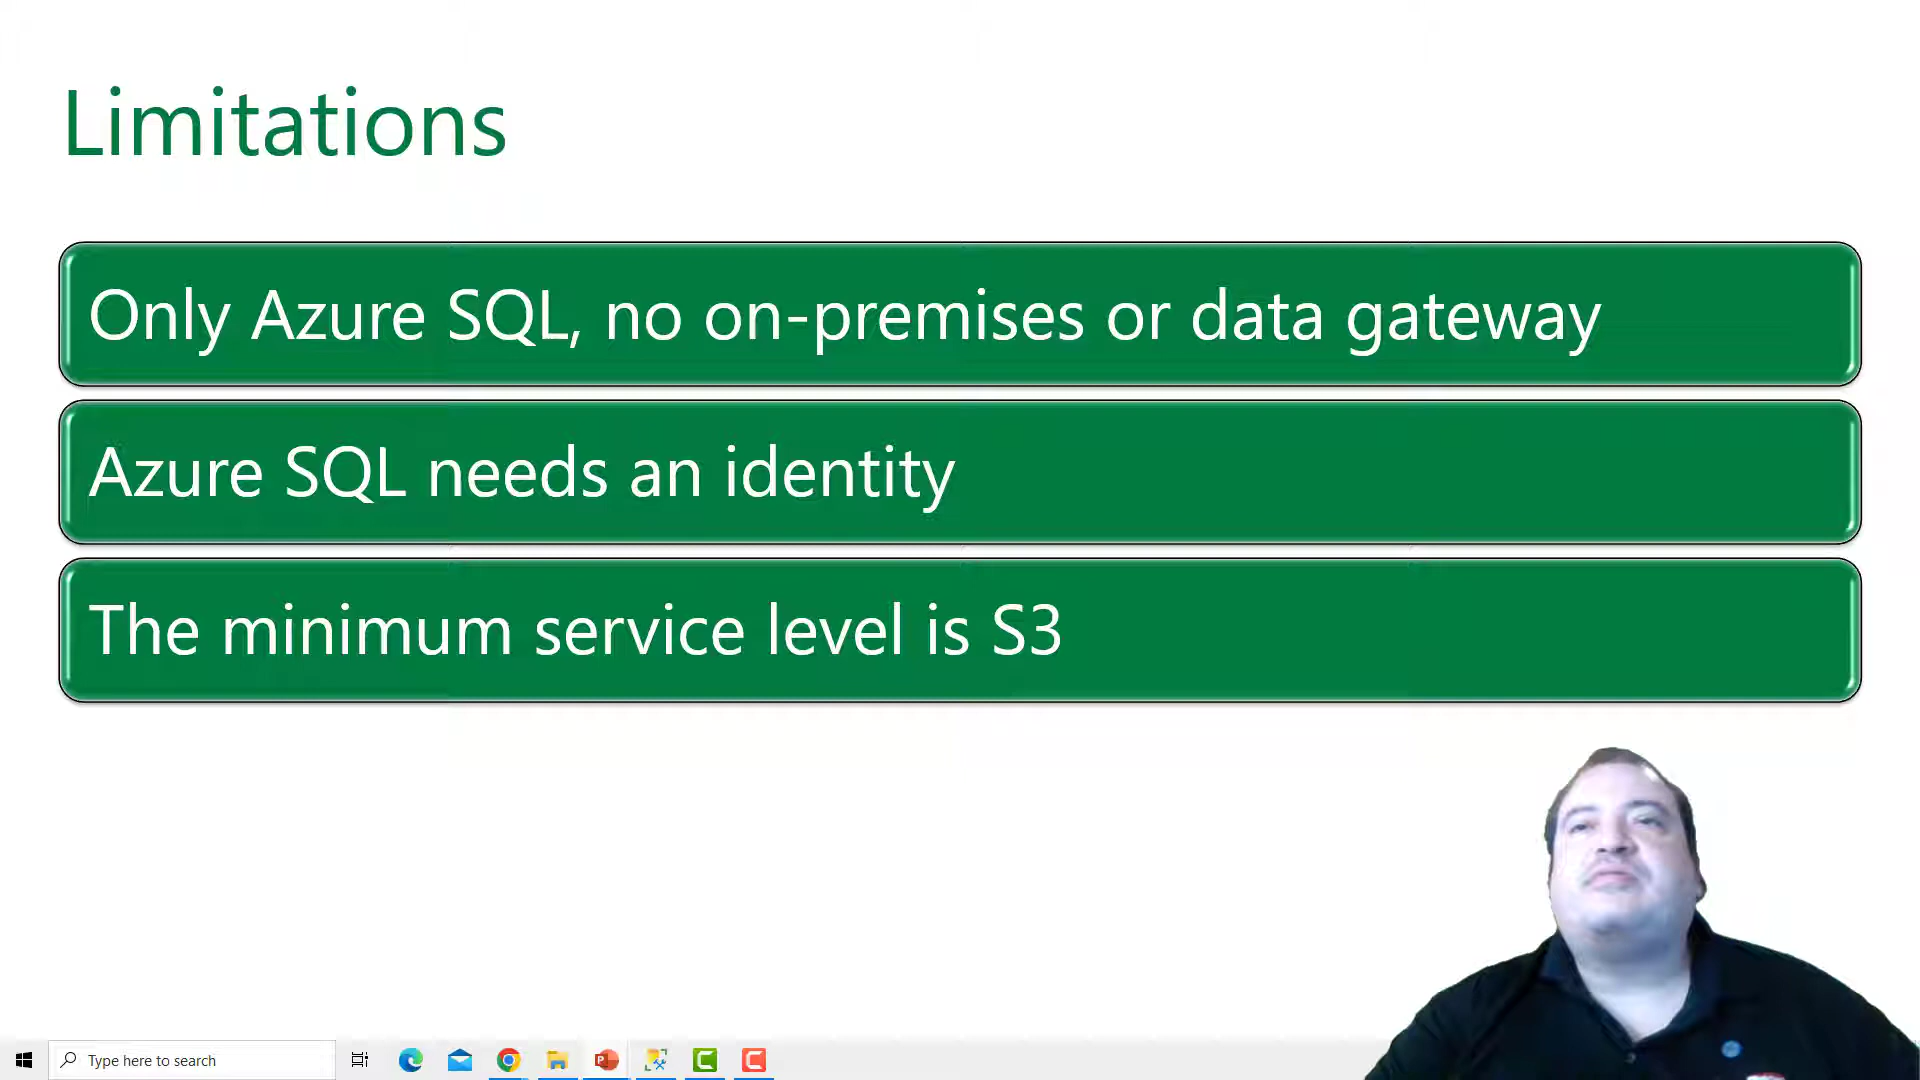 Limitations
Only Azure SQL, no on-premises or data gateway
Azure SQL needs an identity
The minimum service level is S3
Type here to search